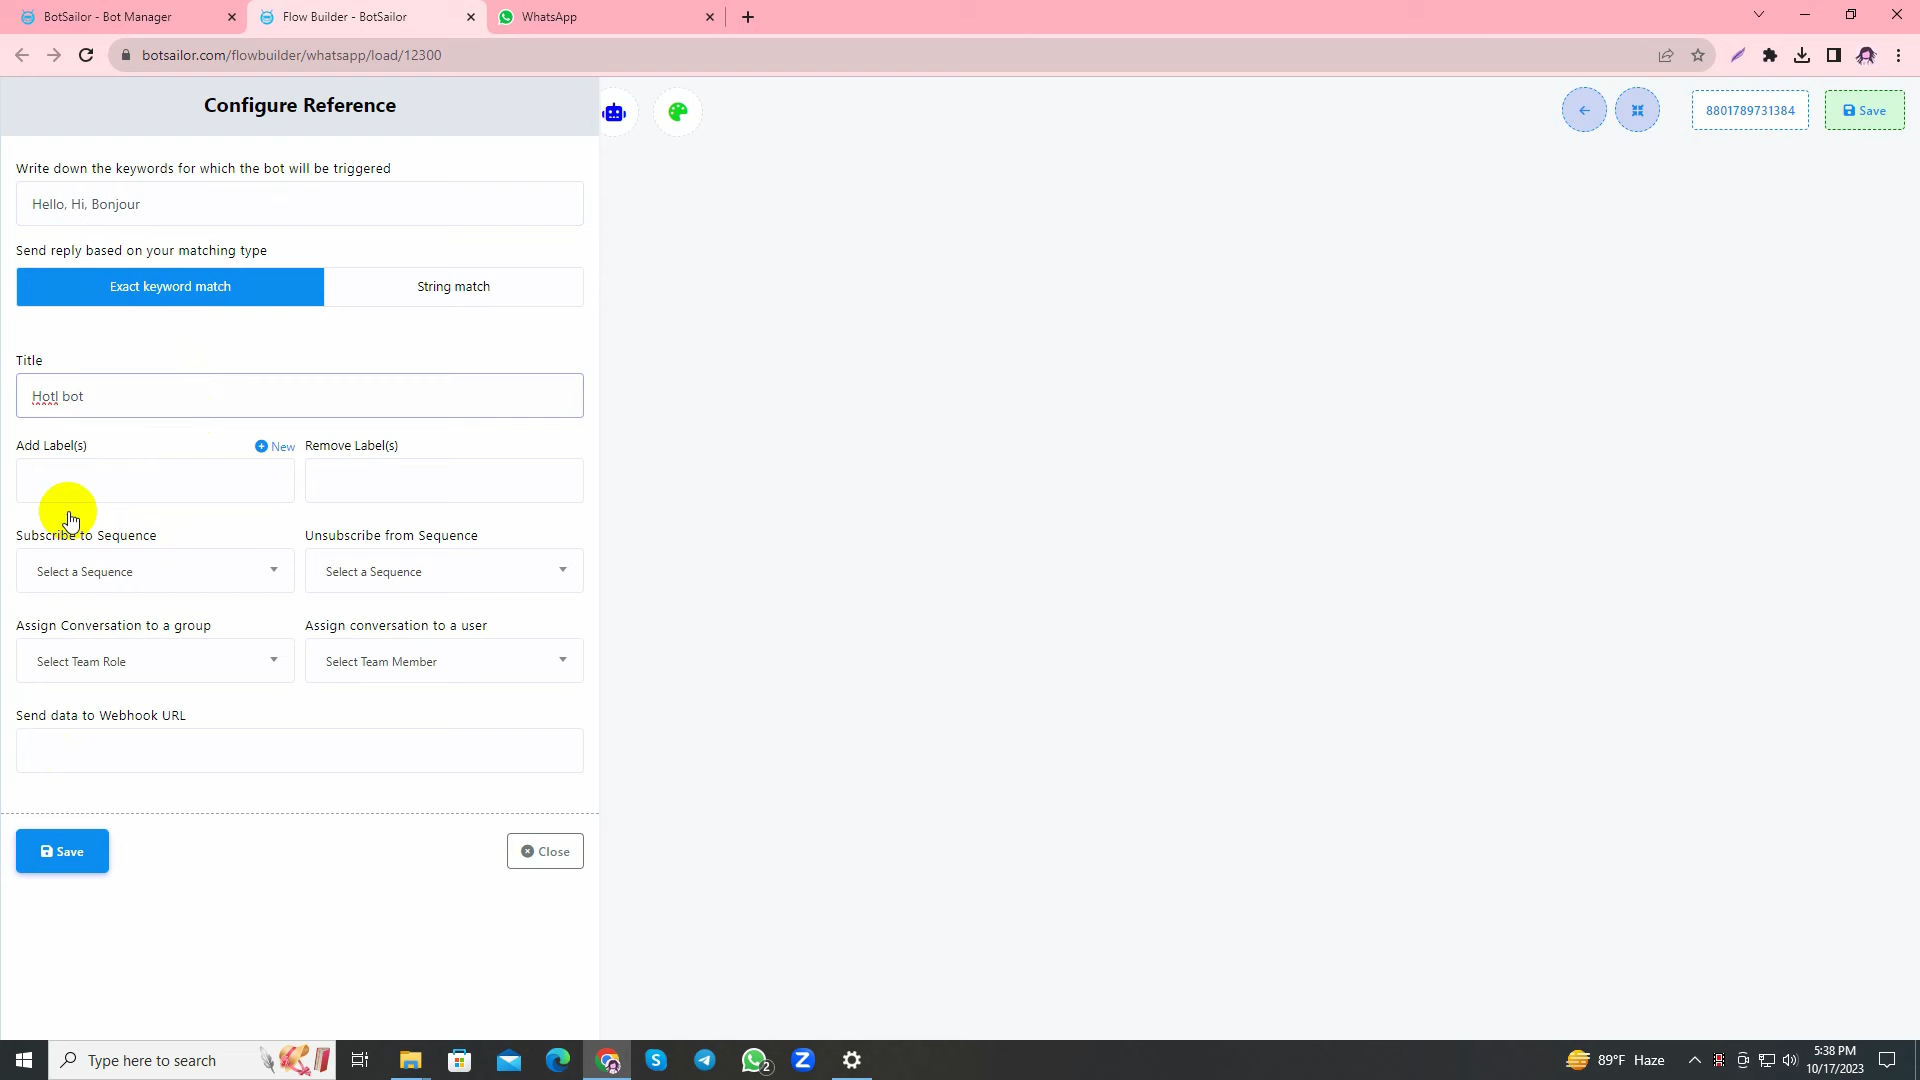 BotSailor - Bot Manager
Flow Builder - BotSailor
WhatsApp
botsailor.com/flowbuilder/whatsapp/load/12300
Configure Reference
8801789731384
Save
Write down the keywords for which the bot will be triggered
Hello, Hi, Bonjour
Send reply based on your matching type
Exact keyword match
String match
Title
Hotl bot
Add Label(s)
New
Remove Label(s)
Subscribe to Sequence
Unsubscribe from Sequence
Select a Sequence
Select a Sequence
Assign Conversation to a group
Assign conversation to a user
Select Team Role
Select Team Member
Send data to Webhook URL
Save
Close
Type here to search
2
89°F Haze
5:38 PM
10/17/2023